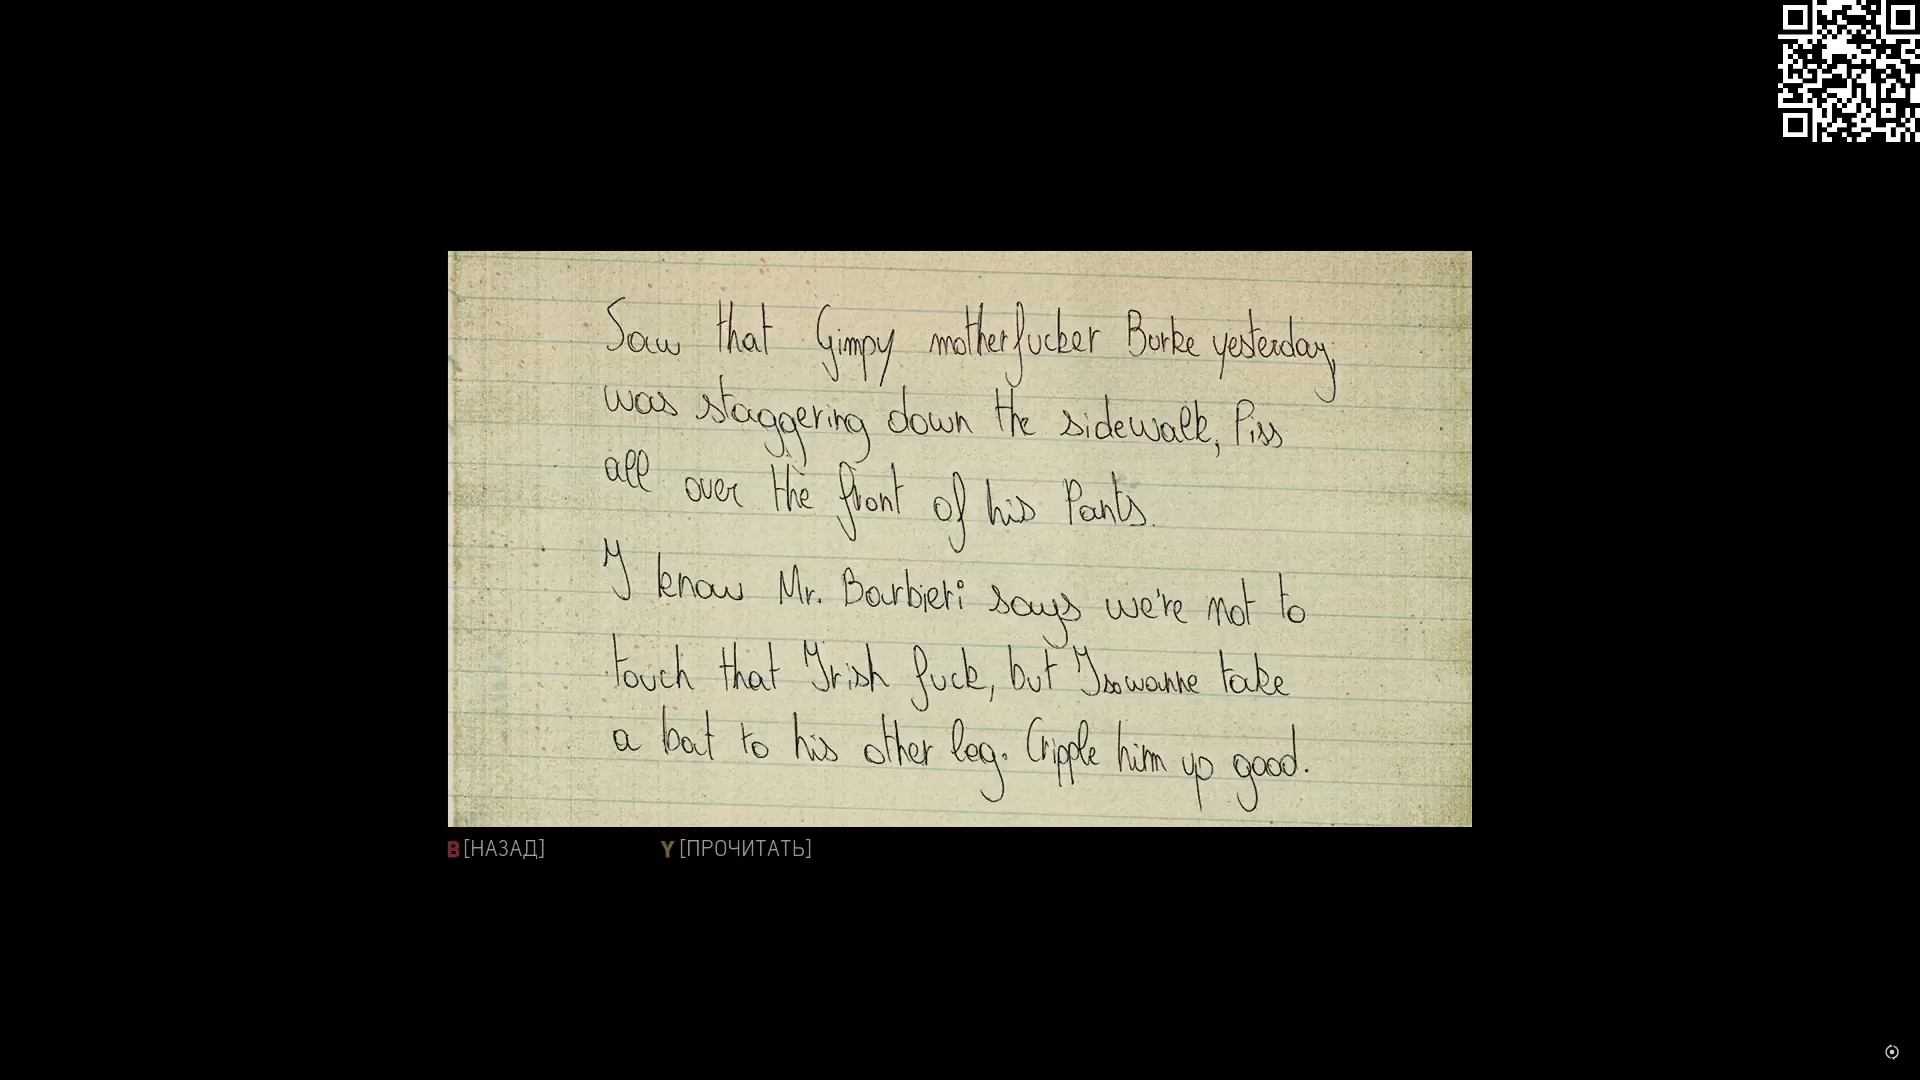 Saw that Gimpy motherfucker Burke yesterday,
was staggering down the sidewalk, Piss
all over the front of his Pants.
I know Mr. Barbieri says we're not to
touch that Irish fuck, but I so wanne take
a bat to his other leg. Cripple him up good.
B [НАЗАД] Y [ПРОЧИТАТЬ]